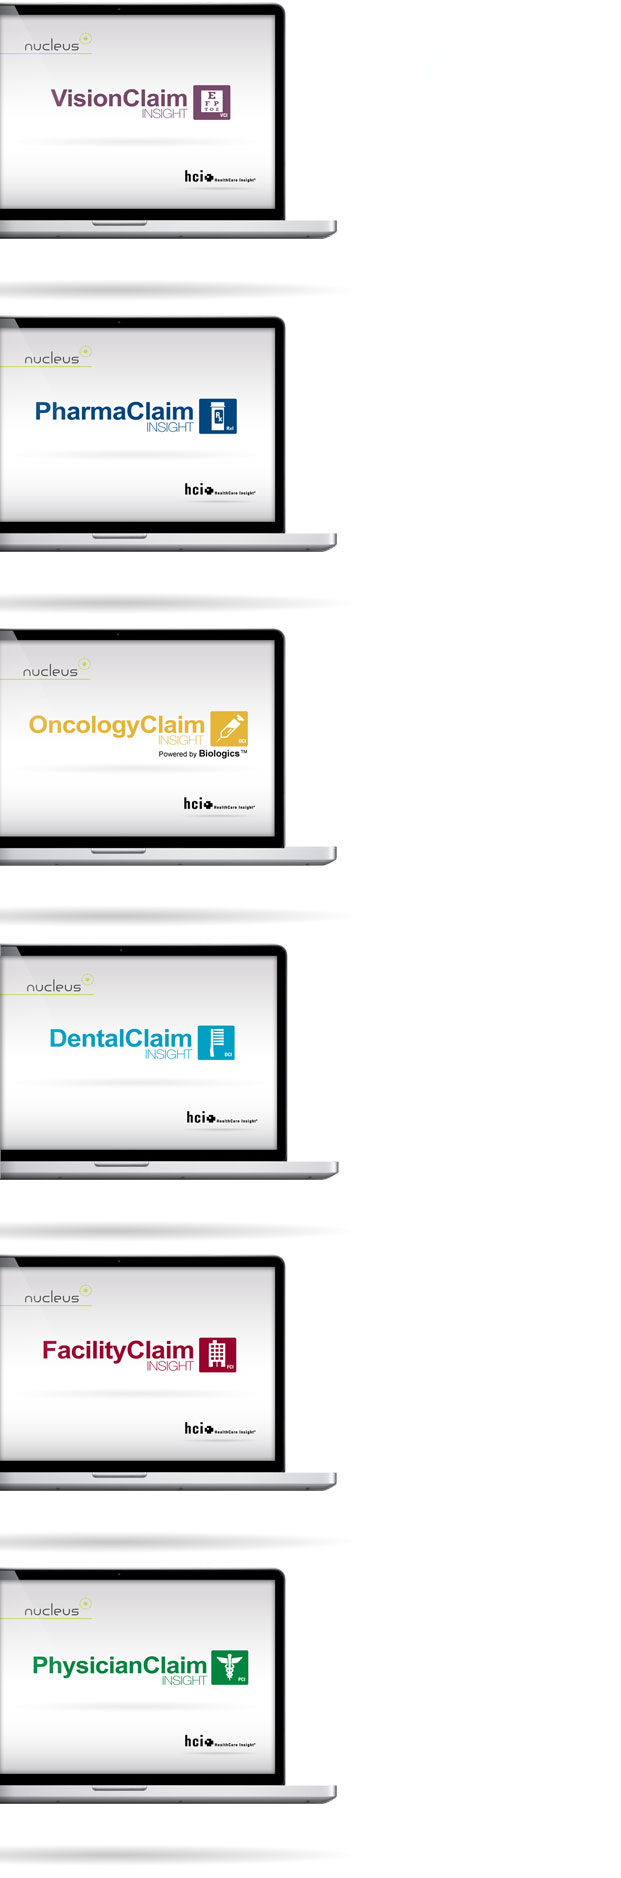 nucleus
VisionClaim
INSIGHT
E
F P
T O Z
VCI
hci HealthCare Insight®
nucleus
PharmaClaim
INSIGHT
Rx
RxI
hci HealthCare Insight®
nucleus
OncologyClaim
INSIGHT
OCI
Powered by Biologics™
hci HealthCare Insight®
nucleus
DentalClaim
INSIGHT
DCI
hci HealthCare Insight®
nucleus
FacilityClaim
INSIGHT
FCI
hci HealthCare Insight®
nucleus
PhysicianClaim
INSIGHT
PCI
hci HealthCare Insight®